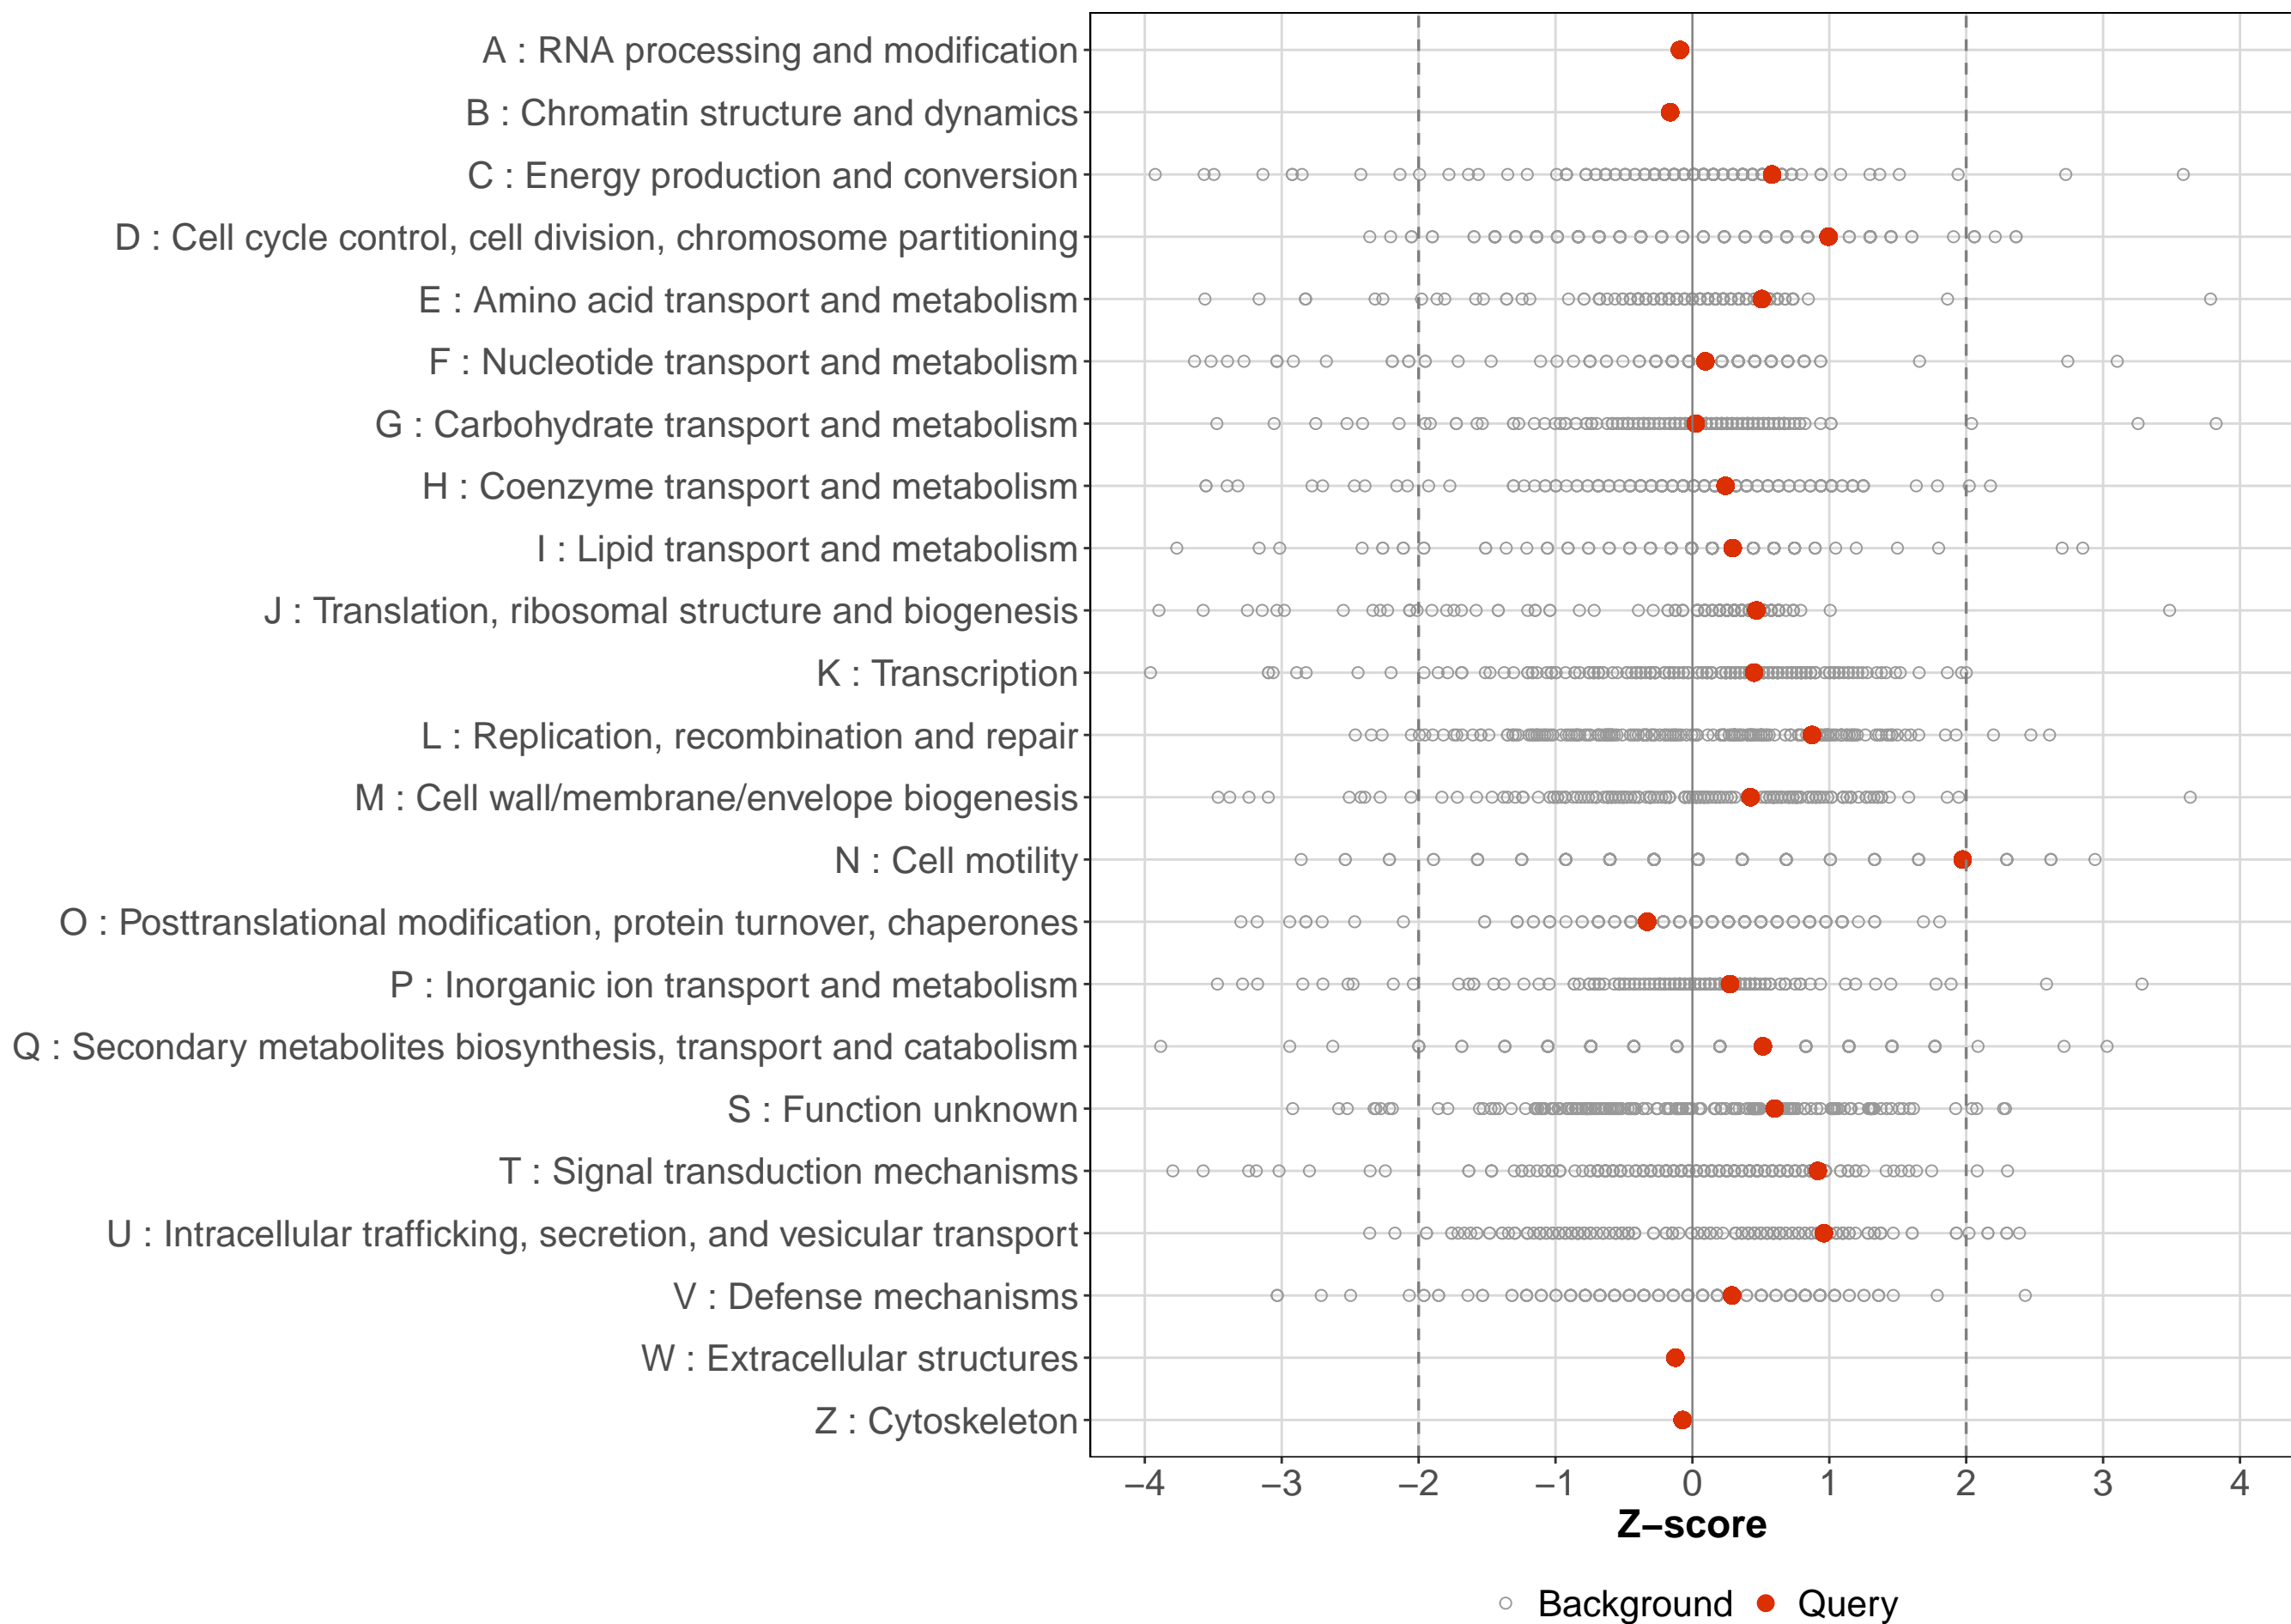 A : RNA processing and modification
B : Chromatin structure and dynamics
C : Energy production and conversion
D : Cell cycle control, cell division, chromosome partitioning
E : Amino acid transport and metabolism
F : Nucleotide transport and metabolism
G : Carbohydrate transport and metabolism
H : Coenzyme transport and metabolism
I : Lipid transport and metabolism
J : Translation, ribosomal structure and biogenesis
K : Transcription
L : Replication, recombination and repair
M : Cell wall/membrane/envelope biogenesis
N : Cell motility
O : Posttranslational modification, protein turnover, chaperones
P : Inorganic ion transport and metabolism
Q : Secondary metabolites biosynthesis, transport and catabolism
S : Function unknown
T : Signal transduction mechanisms
U : Intracellular trafficking, secretion, and vesicular transport
V : Defense mechanisms
W : Extracellular structures
Z : Cytoskeleton
−4 −3 −2 −1 0 1 2 3 4
Z−score
Background Query